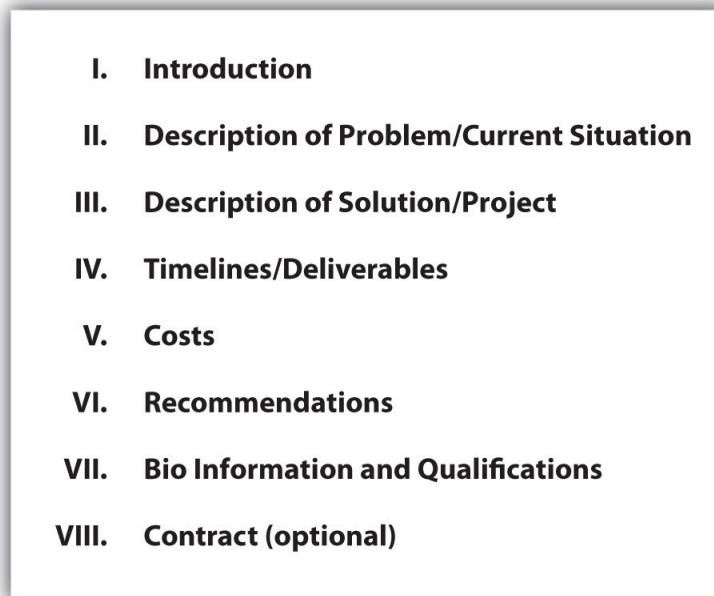 I. Introduction
II. Description of Problem/Current Situation
III. Description of Solution/Project
IV. Timelines/Deliverables
V. Costs
VI. Recommendations
VII. Bio Information and Qualifications
VIII. Contract (optional)